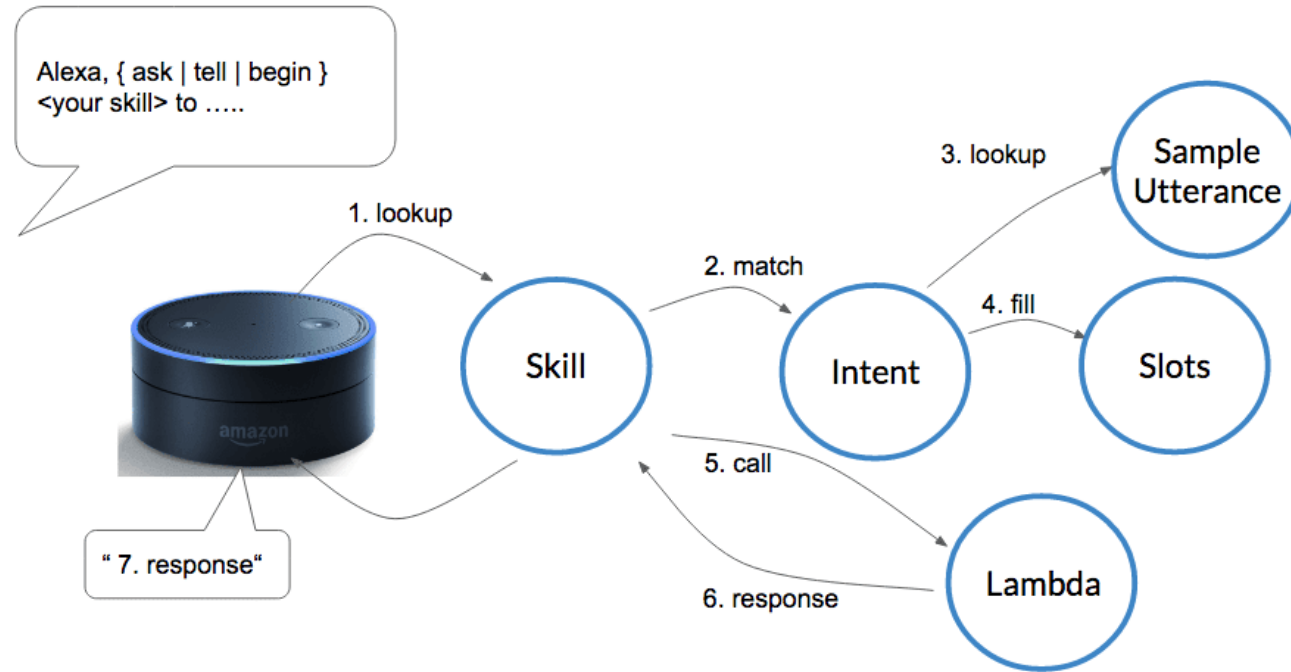 Alexa, { ask | tell | begin }
<your skill> to …..
3. lookup
Sample
Utterance
1. lookup
2. match
4. fill
Skill
Intent
Slots
amazon
5. call
" 7. response"
6. response
Lambda